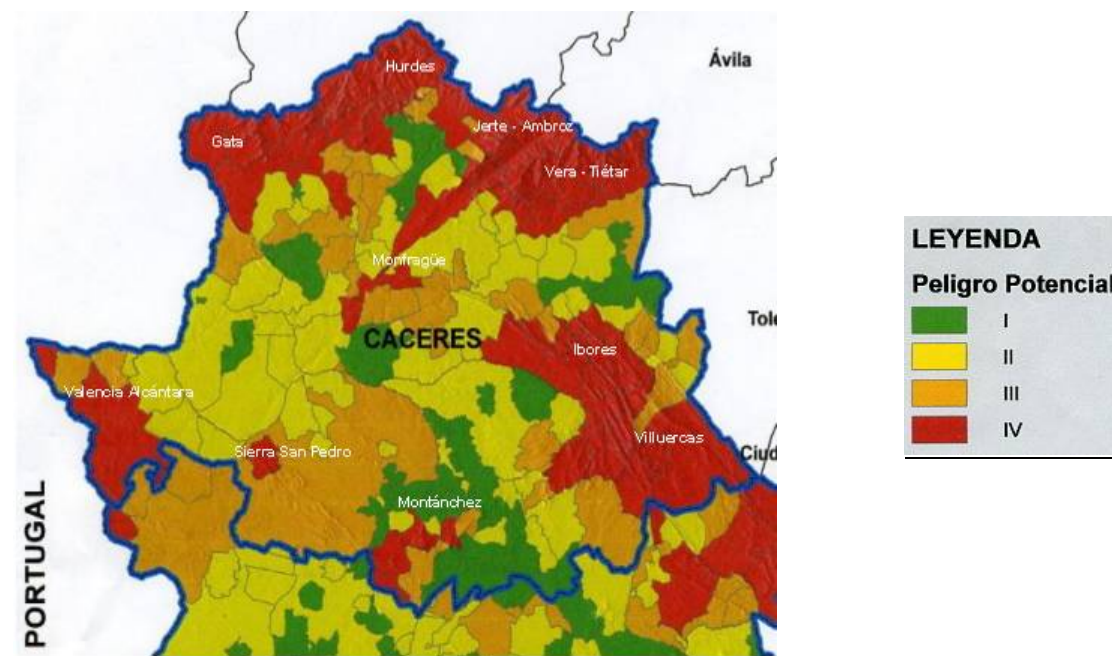 Ávila
Hurdes
Jerte - Ambroz
Gata
Vera - Tiétar
Monfragüe
Tole
CACERES
Ibores
Valencia Alcántara
Villuercas
Sierra San Pedro
Ciud
Montánchez
PORTUGAL
LEYENDA
Peligro Potencial
I
II
III
IV